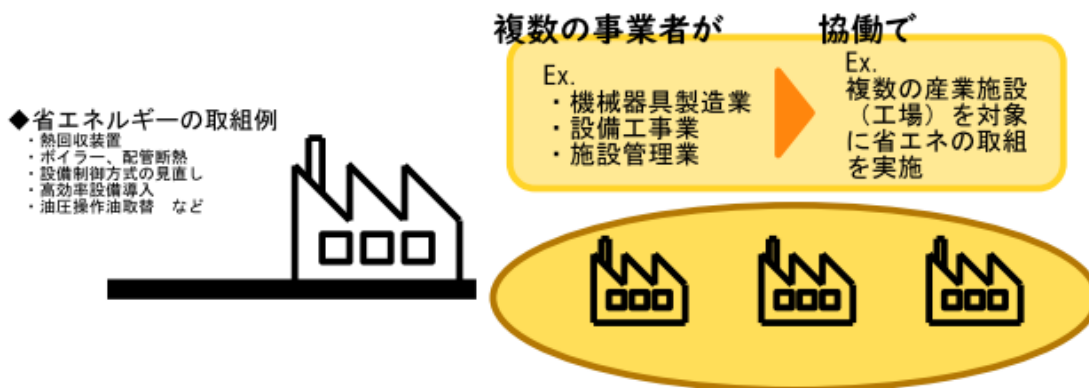 複数の事業者が
協働で
Ex.
・機械器具製造業
・設備工事業
・施設管理業
Ex.
複数の産業施設
（工場）を対象
に省エネの取組
を実施
◆省エネルギーの取組例
・熱回収装置
・ボイラー、配管断熱
・設備制御方式の見直し
・高効率設備導入
・油圧操作油取替　など